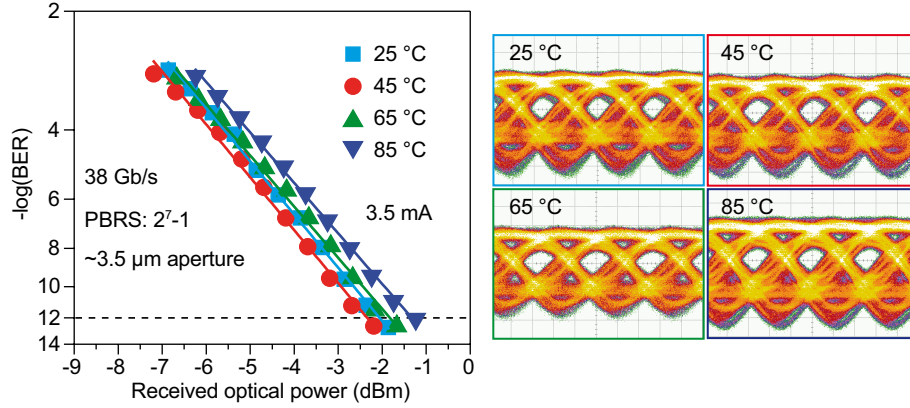 2
4
6
8
10
12
14
-log(BER)
-9
-8
-7
-6
-5
-4
-3
-2
-1
0
Received optical power (dBm)
25 °C
45 °C
65 °C
85 °C
38 Gb/s
PBRS: 2⁷-1
~3.5 µm aperture
3.5 mA
25 °C
45 °C
65 °C
85 °C